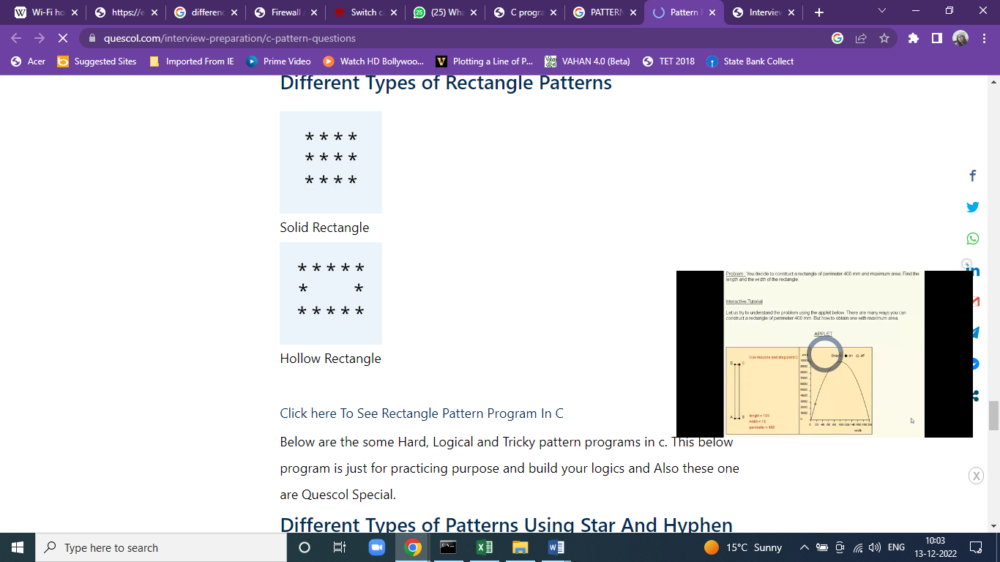 Wi-Fi ho
https://e
differenc
Firewall
Switch c
(25) Wha
C progra
PATTERN
Pattern
Interview
quescol.com/interview-preparation/c-pattern-questions
Acer
Suggested Sites
Imported From IE
Prime Video
Watch HD Bollywoo...
Plotting a Line of P...
VAHAN 4.0 (Beta)
TET 2018
State Bank Collect
Different Types of Rectangle Patterns
* * * *
* * * *
* * * *
Solid Rectangle
* * * * *
* *
* * * * *
Hollow Rectangle
Click here To See Rectangle Pattern Program In C
Below are the some Hard, Logical and Tricky pattern programs in c. This below
program is just for practicing purpose and build your logics and Also these one
are Quescol Special.
Different Types of Patterns Using Star And Hyphen
Problem : You decide to construct a rectangle of perimeter 400 mm and maximum area. Find the
length and the width of the rectangle.
Interactive Tutorial
Let us try to understand the problem using the applet below. There are many ways you can
construct a rectangle of perimeter 400 mm. But how to obtain one with maximum area.
APPLET
Use mousse and drag point C
Graph on off
D C
A B
length = 185
width = 15
perimeter = 400
width
Type here to search
15°C Sunny
ENG
10:03
13-12-2022